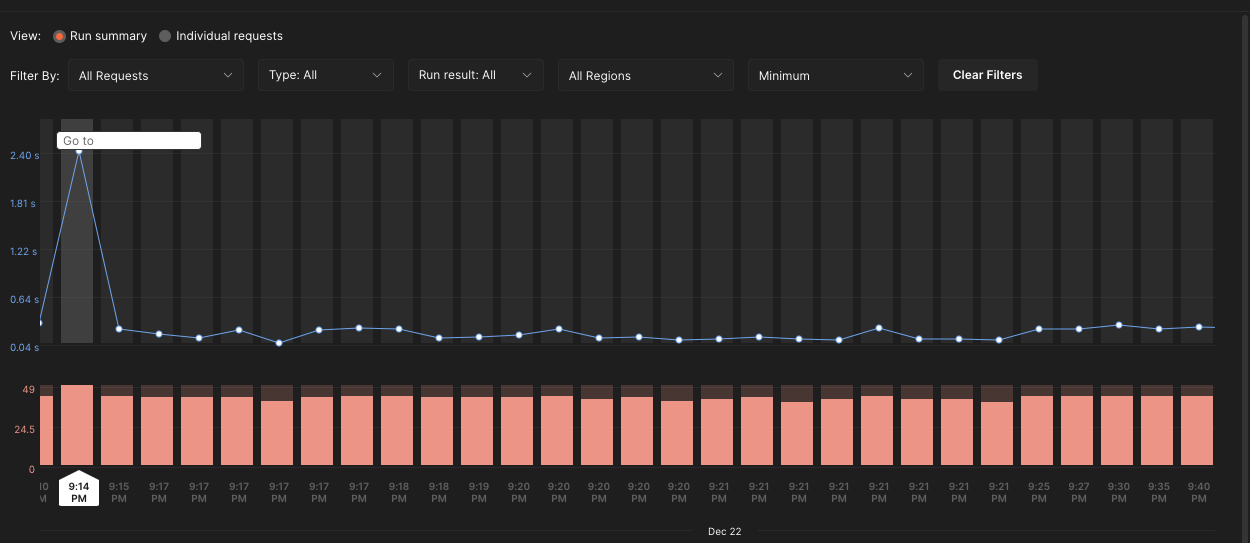 View: Run summary Individual requests
Filter By: All Requests Type: All Run result: All All Regions Minimum Clear Filters
Go to
2.40 s
1.81 s
1.22 s
0.64 s
0.04 s
49
24.5
0
9:14 PM
9:15 PM
9:17 PM
9:17 PM
9:17 PM
9:17 PM
9:17 PM
9:17 PM
9:18 PM
9:18 PM
9:19 PM
9:20 PM
9:20 PM
9:20 PM
9:20 PM
9:20 PM
9:21 PM
9:21 PM
9:21 PM
9:21 PM
9:21 PM
9:21 PM
9:21 PM
9:21 PM
9:25 PM
9:27 PM
9:30 PM
9:35 PM
9:40 PM
Dec 22